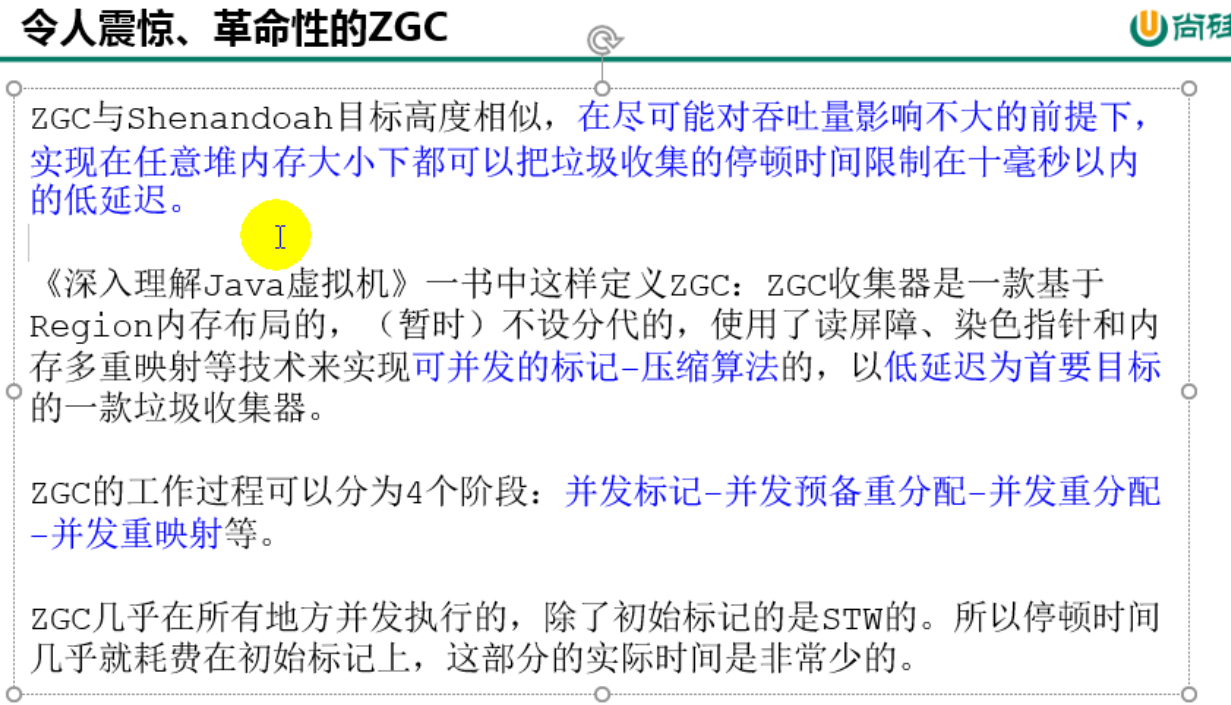 令人震惊、革命性的ZGC
尚硅
ZGC与Shenandoah目标高度相似，在尽可能对吞吐量影响不大的前提下，
实现在任意堆内存大小下都可以把垃圾收集的停顿时间限制在十毫秒以内
的低延迟。
《深入理解Java虚拟机》一书中这样定义ZGC：ZGC收集器是一款基于
Region内存布局的，（暂时）不设分代的，使用了读屏障、染色指针和内
存多重映射等技术来实现可并发的标记-压缩算法的，以低延迟为首要目标
的一款垃圾收集器。
ZGC的工作过程可以分为4个阶段：并发标记-并发预备重分配-并发重分配
-并发重映射等。
ZGC几乎在所有地方并发执行的，除了初始标记的是STW的。所以停顿时间
几乎就耗费在初始标记上，这部分的实际时间是非常少的。